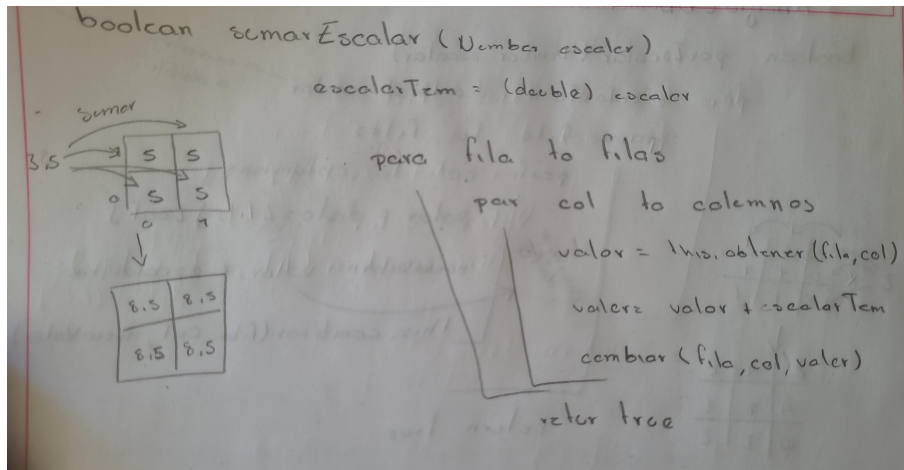 boolean sumarEscalar (Number escalar)
escalarTem = (double) escalar
sumar
3.5
5 5
0 5 5
0 1
8.5 8.5
8.5 8.5
para fila to filas
par col to columnas
valor = this.obtener (fila, col)
valor = valor + escalarTem
cambiar (fila, col, valor)
retur true